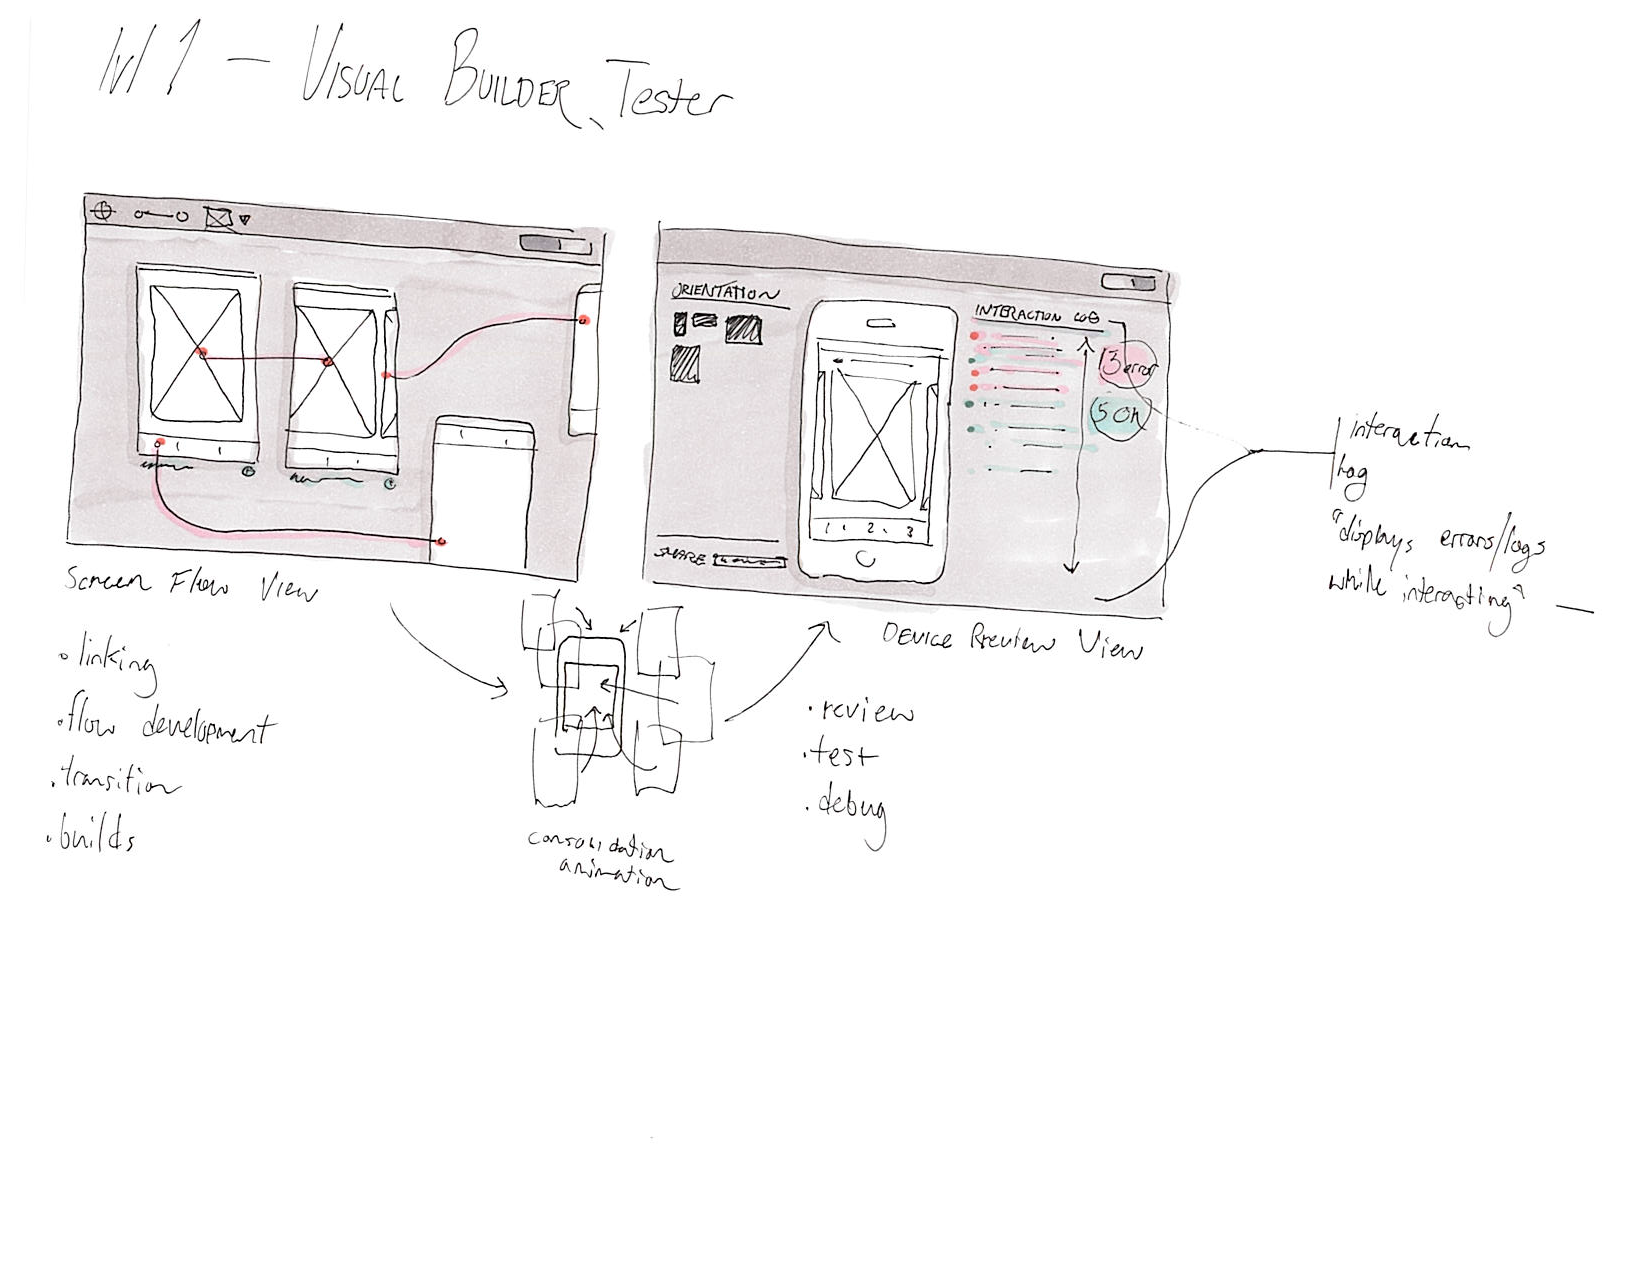 lvl 1 — Visual Builder, Tester
ORIENTATION
INTERACTION LOG
3 error
5 OK
1 2 3
SHARE
interaction
log
"displays errors/logs
while interacting"
Screen Flow View
• linking
• flow development
• transition
• builds
consolidation
animation
Device Preview View
• review
• test
• debug